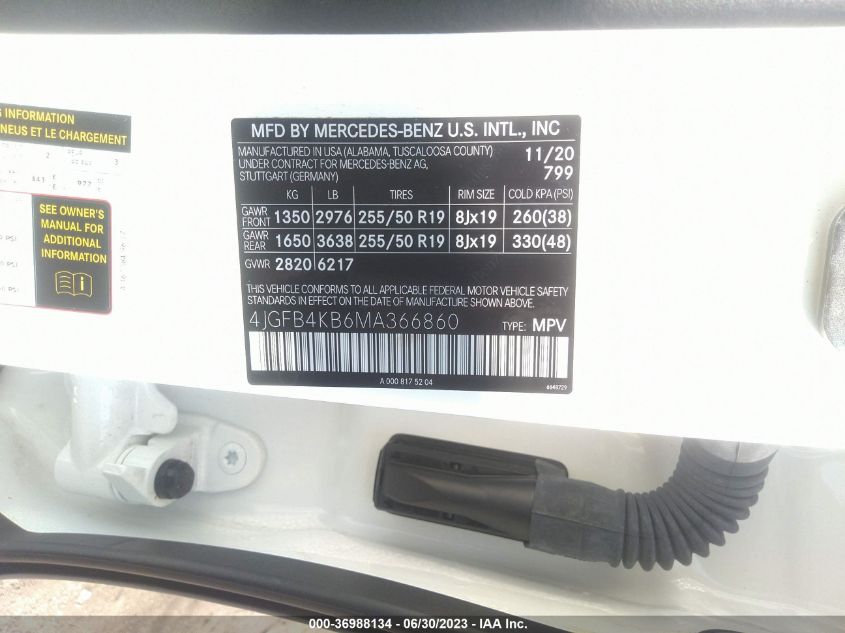 S INFORMATION
NEUS ET LE CHARGEMENT
2 3
SEE OWNER'S
MANUAL FOR
ADDITIONAL
INFORMATION
MFD BY MERCEDES-BENZ U.S. INTL., INC
MANUFACTURED IN USA (ALABAMA, TUSCALOOSA COUNTY) 11/20
UNDER CONTRACT FOR MERCEDES-BENZ AG, 799
STUTTGART (GERMANY)
KG LB TIRES RIM SIZE COLD KPA (PSI)
GAWR FRONT 1350 2976 255/50 R19 8Jx19 260(38)
GAWR REAR 1650 3638 255/50 R19 8Jx19 330(48)
GVWR 2820 6217
THIS VEHICLE CONFORMS TO ALL APPLICABLE FEDERAL MOTOR VEHICLE SAFETY
STANDARDS IN EFFECT ON THE DATE OF MANUFACTURE SHOWN ABOVE.
4JGFB4KB6MA366860 TYPE: MPV
A 000 817 52 04 6648729
000-36988134 - 06/30/2023 - © IAA Inc.